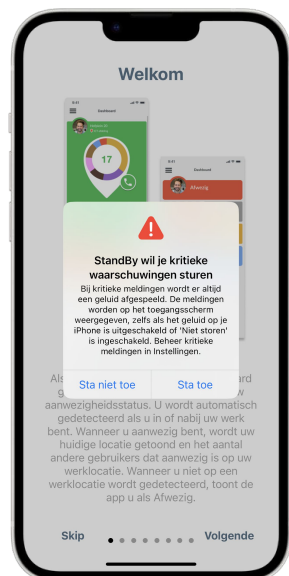 Welkom
9:41
Dashboard
17
9:41
Dashboard
Afwezig
StandBy wil je kritieke
waarschuwingen sturen
Bij kritieke meldingen wordt er altijd
een geluid afgespeeld. De meldingen
worden op het toegangsscherm
weergegeven, zelfs als het geluid op je
iPhone is uitgeschakeld of 'Niet storen'
is ingeschakeld. Beheer kritieke
meldingen in Instellingen.
Sta niet toe
Sta toe
aanwezigheidsstatus. U wordt automatisch
gedetecteerd als u in of nabij uw werk
bent. Wanneer u aanwezig bent, wordt uw
huidige locatie getoond en het aantal
andere gebruikers dat aanwezig is op uw
werklocatie. Wanneer u niet op een
werklocatie wordt gedetecteerd, toont de
app u als Afwezig.
Skip
Volgende